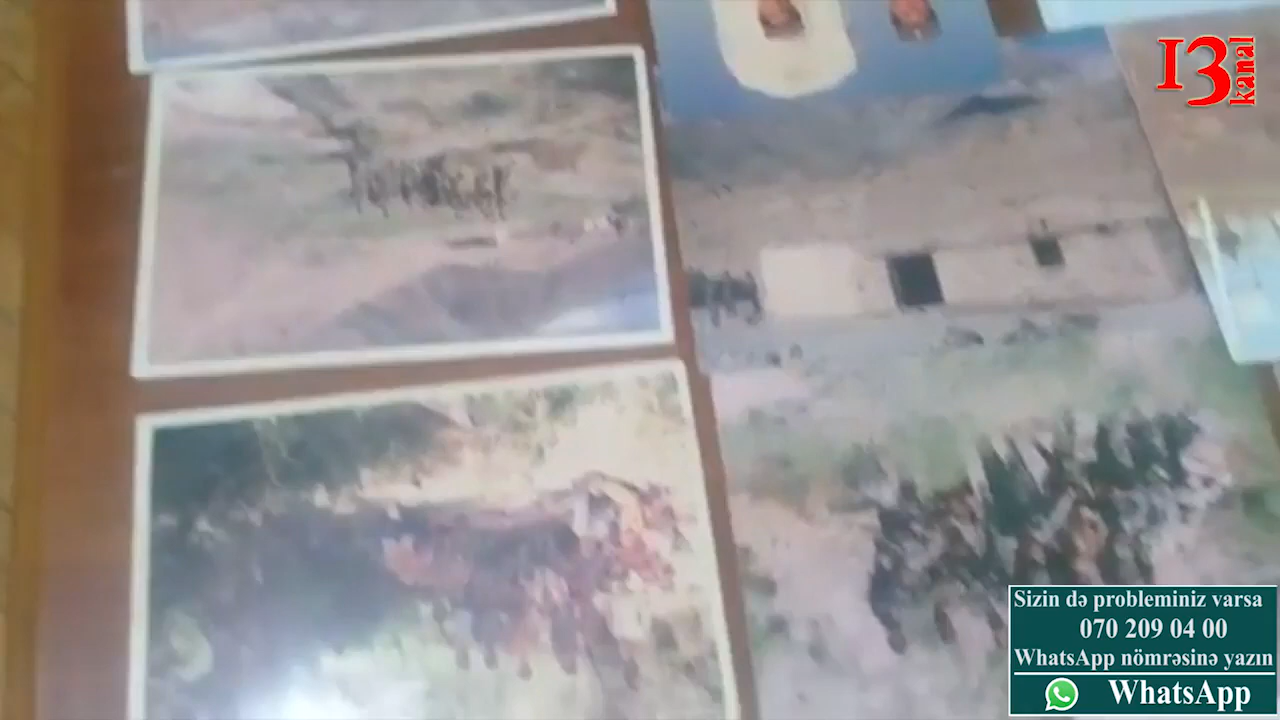 13
kanal
Sizin də probleminiz varsa
070 209 04 00
WhatsApp nömrəsinə yazın
WhatsApp